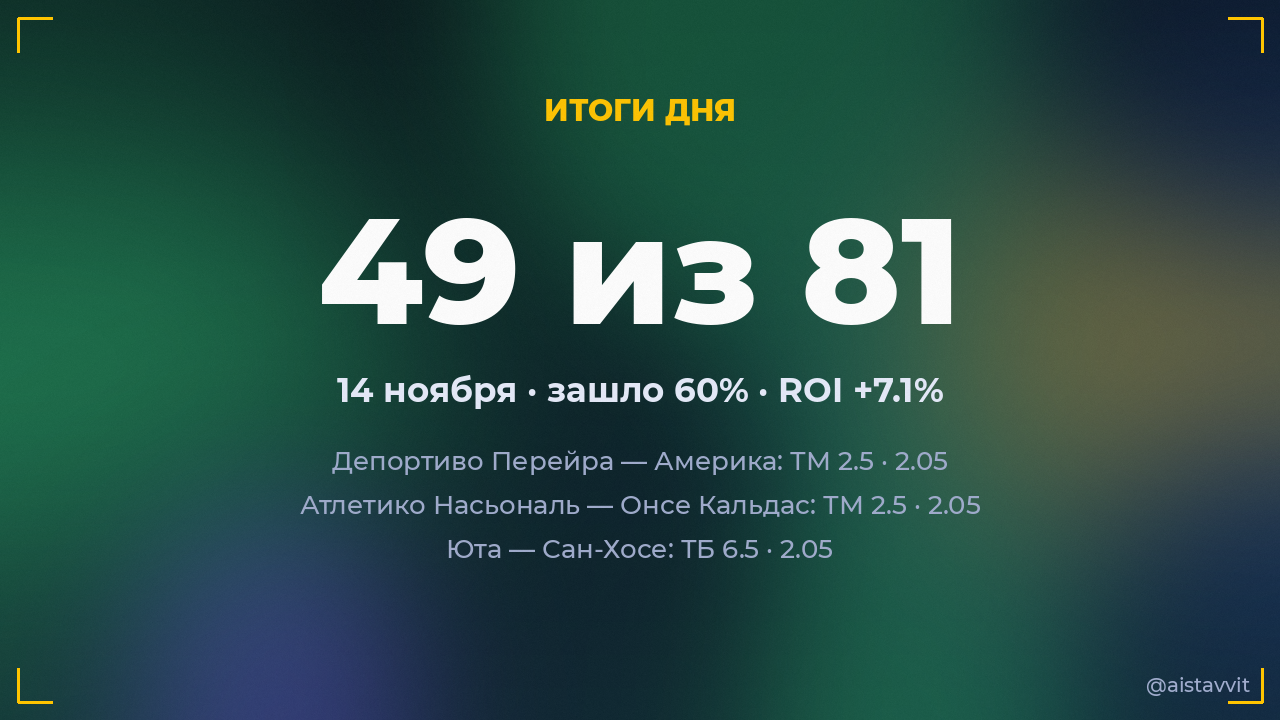 ИТОГИ ДНЯ
49 из 81
14 ноября · зашло 60% · ROI +7.1%
Депортиво Перейра — Америка: ТМ 2.5 · 2.05
Атлетико Насьональ — Онсе Кальдас: ТМ 2.5 · 2.05
Юта — Сан-Хосе: ТБ 6.5 · 2.05
@aistavvit